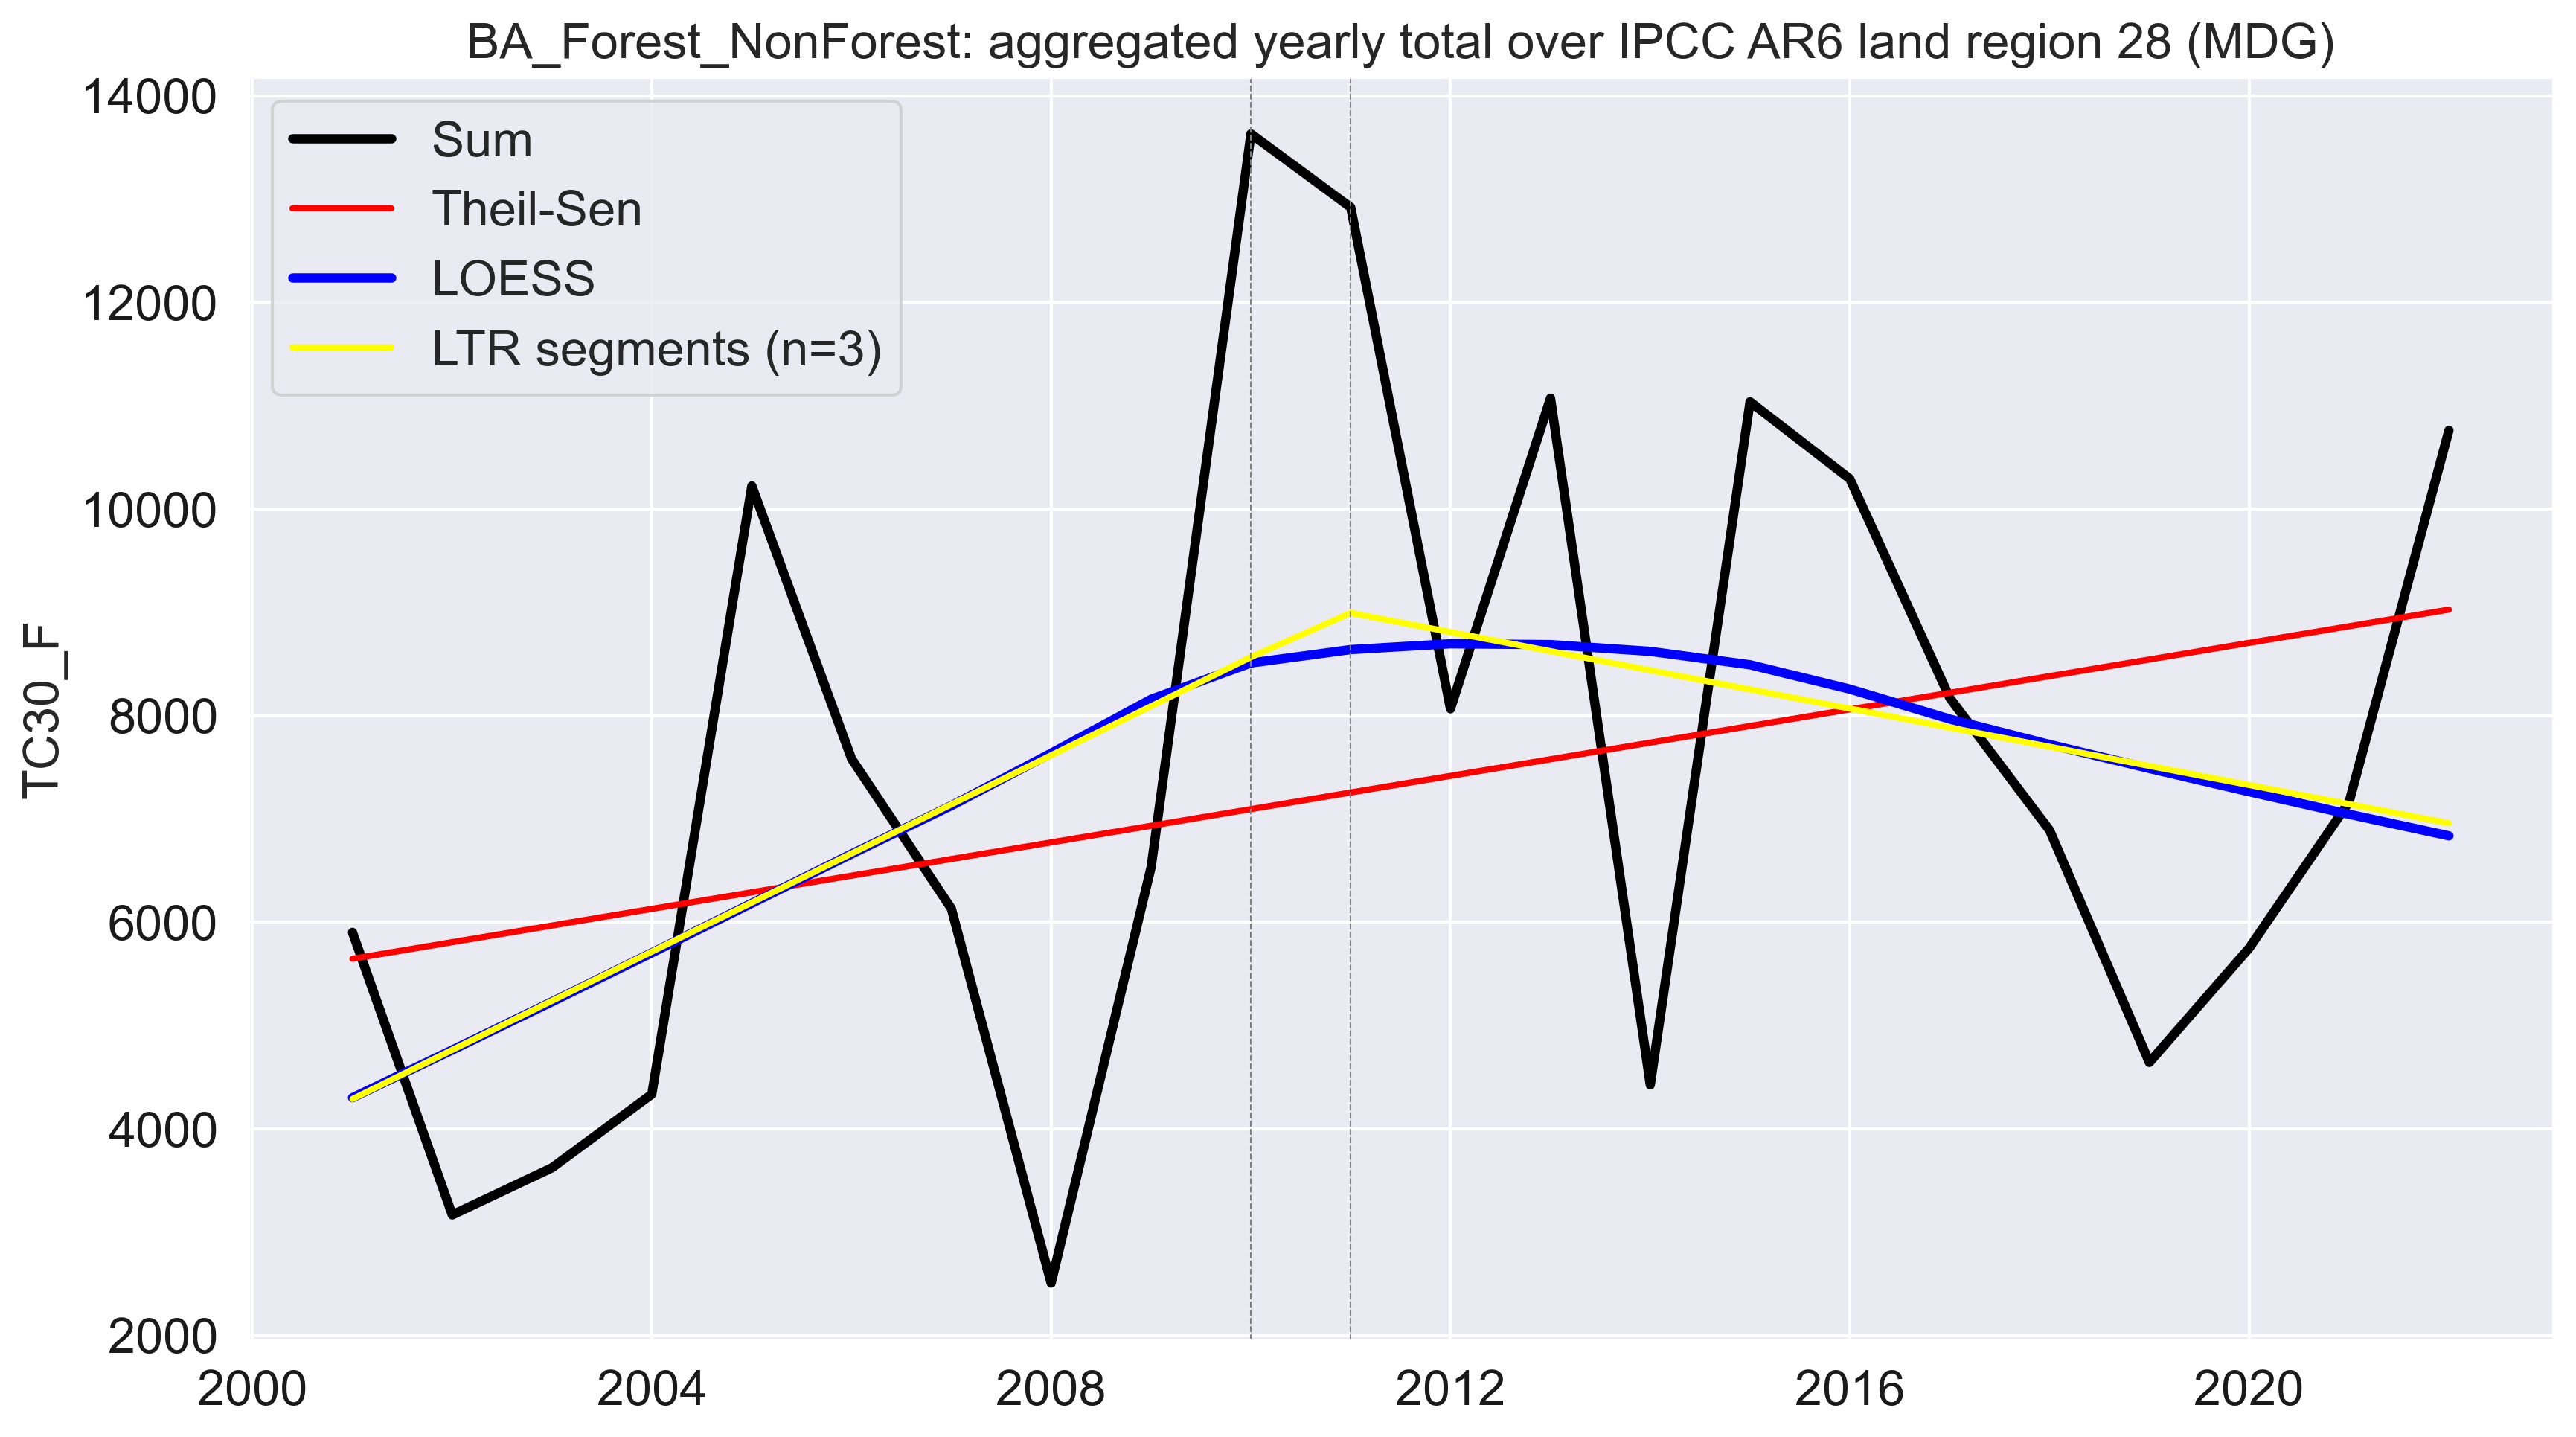 BA_Forest_NonForest: aggregated yearly total over IPCC AR6 land region 28 (MDG)
Sum
Theil-Sen
LOESS
LTR segments (n=3)
TC30_F
14000
12000
10000
8000
6000
4000
2000
2000 2004 2008 2012 2016 2020